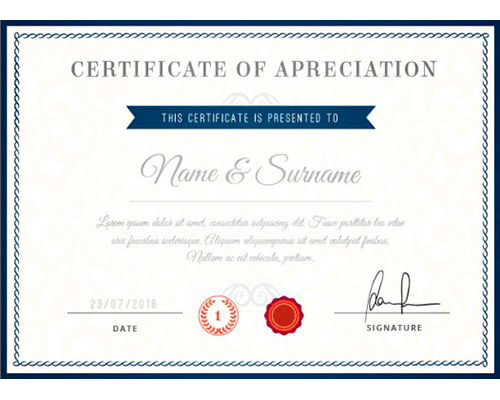 CERTIFICATE OF APRECIATION
THIS CERTIFICATE IS PRESENTED TO
Name & Surname
Lorem ipsum dolor sit amet, consectetur adipiscing elit. Fusce porttitor leo vitae
orci faucibus scelerisque. Aliquam aliquamipurus sit amet volutpat finibus.
Nullam ac est vehicula, pretium.
23/07/2016
DATE
1
SIGNATURE